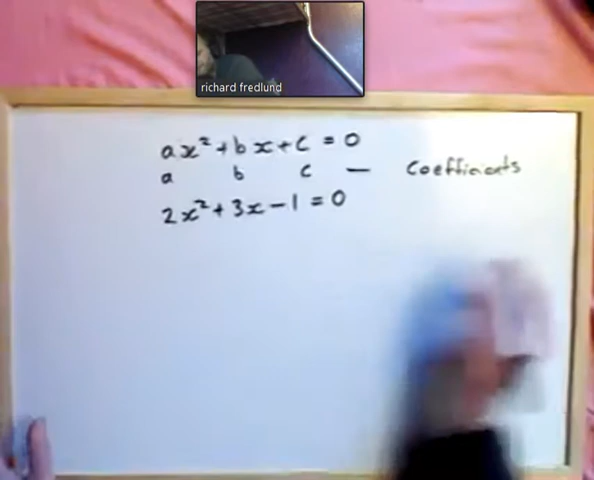 richard fredlund
ax² + bx + c = 0
a b c — Coefficients
2x² + 3x - 1 = 0